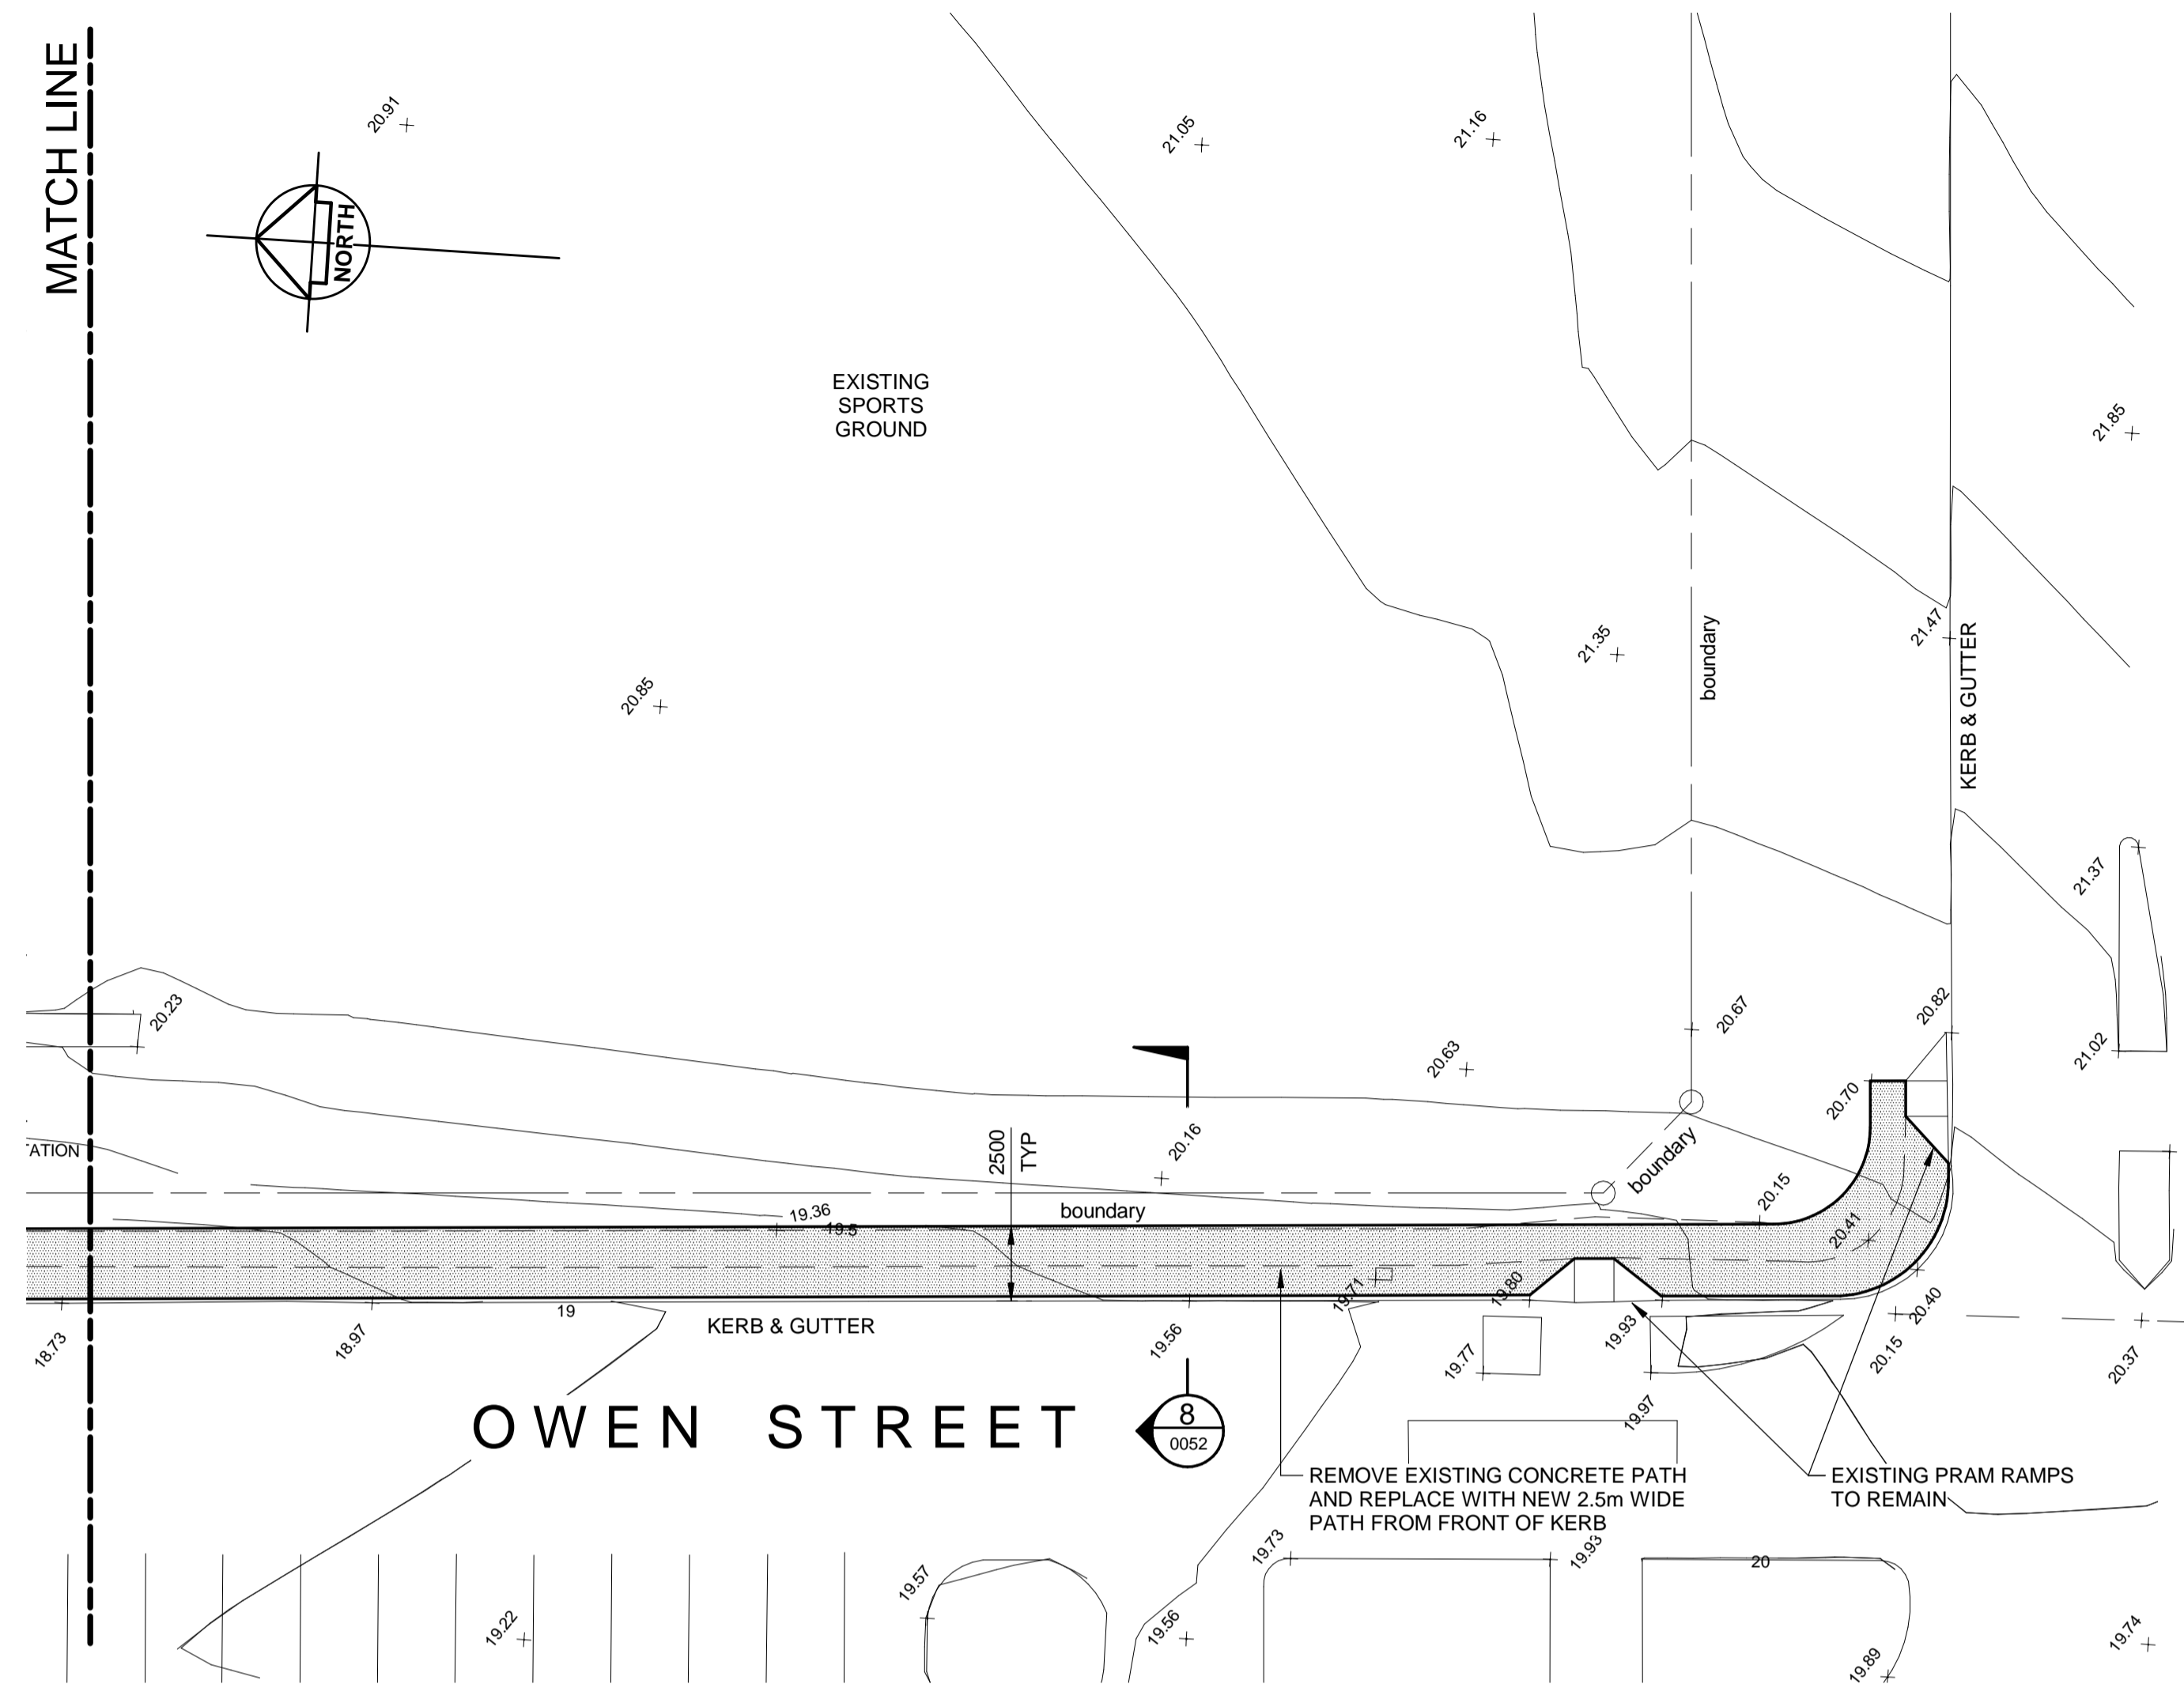 MATCH LINE
20.91
21.05
21.16
NORTH
EXISTING
SPORTS
GROUND
21.85
21.47
21.35
boundary
KERB & GUTTER
20.85
21.37
20.23
20.67
20.82
20.63
21.02
20.70
2500
TYP
20.16
boundary
TATION
20.15
19.36
19.5
boundary
20.41
19.71
19.80
19
KERB & GUTTER
18.73
18.97
19.56
19.77
19.93
20.40
20.15
20.37
19.97
OWEN STREET
8
0052
REMOVE EXISTING CONCRETE PATH
AND REPLACE WITH NEW 2.5m WIDE
PATH FROM FRONT OF KERB
EXISTING PRAM RAMPS
TO REMAIN
19.73
19.93
20
19.57
19.22
19.56
19.89
19.74